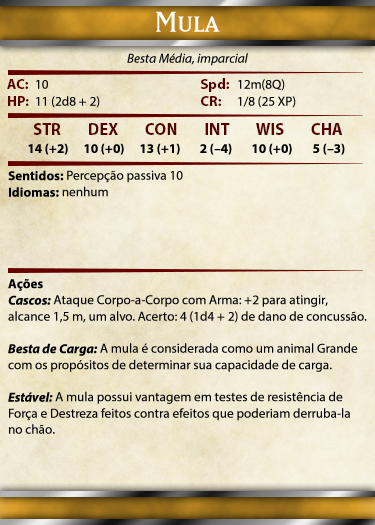 MULA
Besta Média, imparcial
AC: 10 Spd: 12m(8Q)
HP: 11 (2d8 + 2) CR: 1/8 (25 XP)
STR DEX CON INT WIS CHA
14 (+2) 10 (+0) 13 (+1) 2 (–4) 10 (+0) 5 (–3)
Sentidos: Percepção passiva 10
Idiomas: nenhum
Ações
Cascos: Ataque Corpo-a-Corpo com Arma: +2 para atingir,
alcance 1,5 m, um alvo. Acerto: 4 (1d4 + 2) de dano de concussão.
Besta de Carga: A mula é considerada como um animal Grande
com os propósitos de determinar sua capacidade de carga.
Estável: A mula possui vantagem em testes de resistência de
Força e Destreza feitos contra efeitos que poderiam derruba-la
no chão.